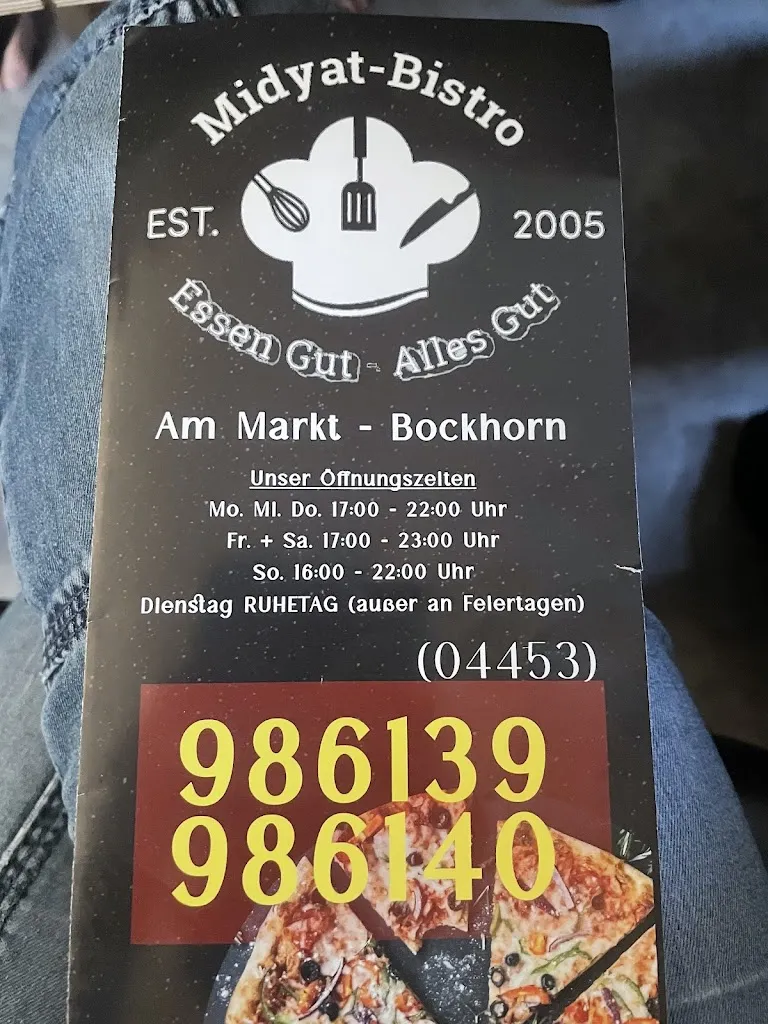 Midyat-Bistro
EST. 2005
Essen Gut - Alles Gut
Am Markt - Bockhorn
Unser Öffnungszeiten
Mo. Mi. Do. 17:00 - 22:00 Uhr
Fr. + Sa. 17:00 - 23:00 Uhr
So. 16:00 - 22:00 Uhr
Dienstag RUHETAG (außer an Feiertagen)
(04453)
986139
986140